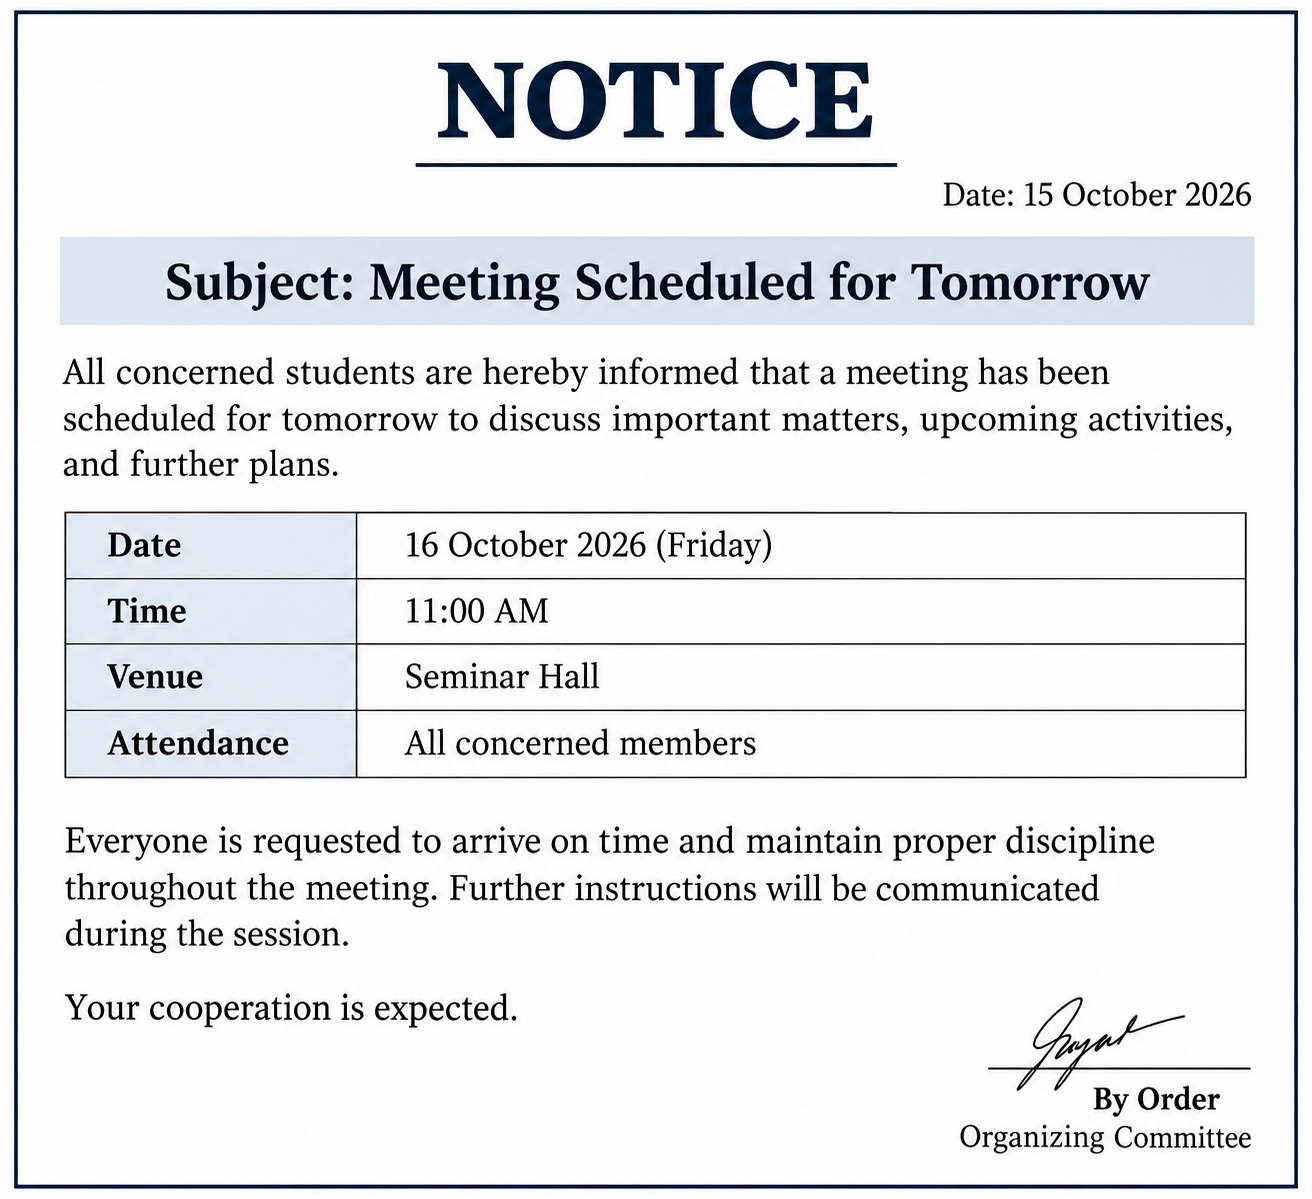 NOTICE
Date: 15 October 2026
Subject: Meeting Scheduled for Tomorrow
All concerned students are hereby informed that a meeting has been
scheduled for tomorrow to discuss important matters, upcoming activities,
and further plans.
Date 16 October 2026 (Friday)
Time 11:00 AM
Venue Seminar Hall
Attendance All concerned members
Everyone is requested to arrive on time and maintain proper discipline
throughout the meeting. Further instructions will be communicated
during the session.
Your cooperation is expected.
By Order
Organizing Committee